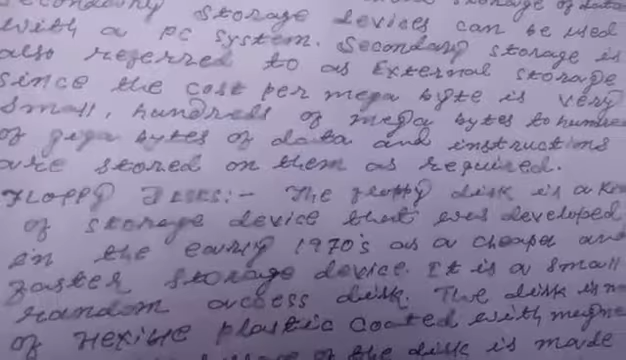 secondary storage devices can be used
with a PC system. Secondary storage is
also referred to as External storage
since the cost per mega byte is very
small, hundreds of mega bytes to
of giga bytes of data and instructions
are stored on them as required.
Floppy Disks:- The floppy disk is a
of storage device that was developed
in the early 1970's as a cheaper and
faster storage device. It is a small
random access disk. The disk is
of flexible plastic coated with
of the disk is made